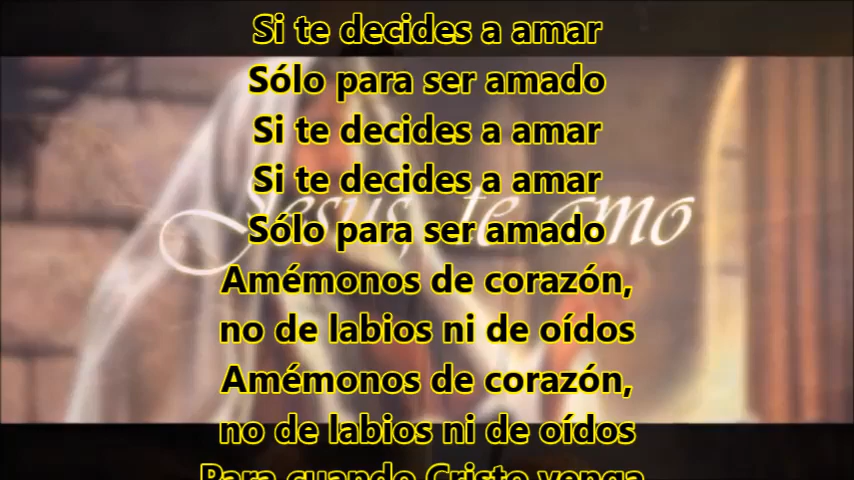 Si te decides a amar
Sólo para ser amado
Si te decides a amar
Si te decides a amar
Jesus, te amo
Sólo para ser amado
Amémonos de corazón,
no de labios ni de oídos
Amémonos de corazón,
no de labios ni de oídos
Para cuando Cristo venga